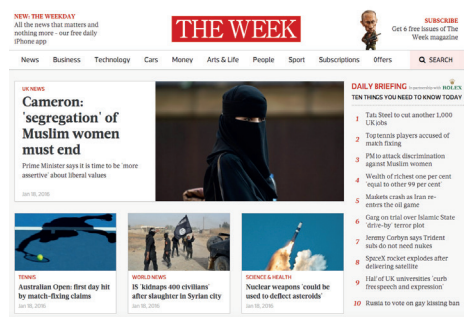 NEW: THE WEEKDAY
All the news that matters and
nothing more - our free daily
iPhone app
THE WEEK
SUBSCRIBE
Get 6 free issues of The
Week magazine
News Business Technology Cars Money Arts & Life People Sport Subscriptions Offers SEARCH
UK NEWS
Cameron:
'segregation' of
Muslim women
must end
Prime Minister says it is time to be 'more
assertive' about liberal values
Jan 18, 2016
DAILY BRIEFING in partnership with ROLEX
TEN THINGS YOU NEED TO KNOW TODAY
1 Tata Steel to cut another 1,000
UK jobs
2 Top tennis players accused of
match fixing
3 PM to attack discrimination
against Muslim women
4 Wealth of richest one per cent
'equal to other 99 per cent'
5 Markets crash as Iran re-
enters the oil game
6 Garg on trial over Islamic State
'drive-by' terror plot
7 Jeremy Corbyn says Trident
subs do not need nukes
8 SpaceX rocket explodes after
delivering satellite
9 Half of UK universities 'curb
free speech and expression'
10 Russia to vote on gay kissing ban
TENNIS
Australian Open: first day hit
by match-fixing claims
Jan 18, 2016
WORLD NEWS
IS 'kidnaps 400 civilians'
after slaughter in Syrian city
Jan 18, 2016
SCIENCE & HEALTH
Nuclear weapons 'could be
used to deflect asteroids'
Jan 18, 2016